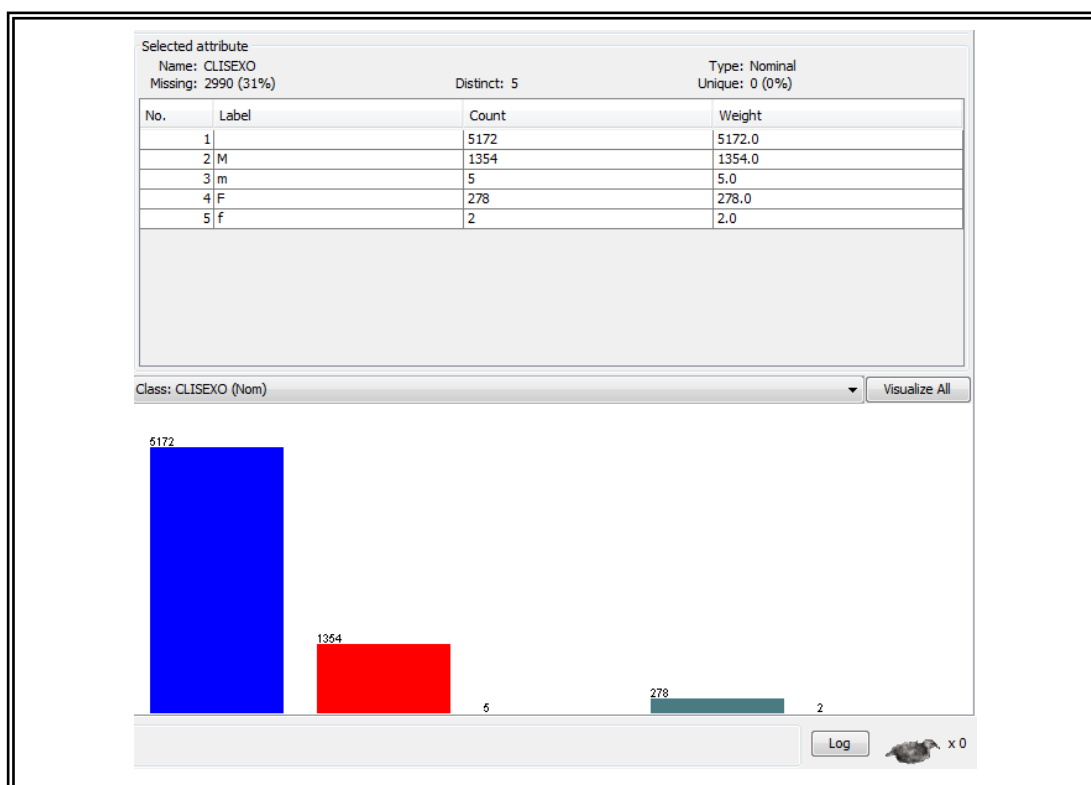 Selected attribute
Name: CLISEXO Type: Nominal
Missing: 2990 (31%) Distinct: 5 Unique: 0 (0%)
No. Label Count Weight
1 5172 5172.0
2 M 1354 1354.0
3 m 5 5.0
4 F 278 278.0
5 f 2 2.0
Class: CLISEXO (Nom) Visualize All
5172
1354
5
278
2
Log x 0